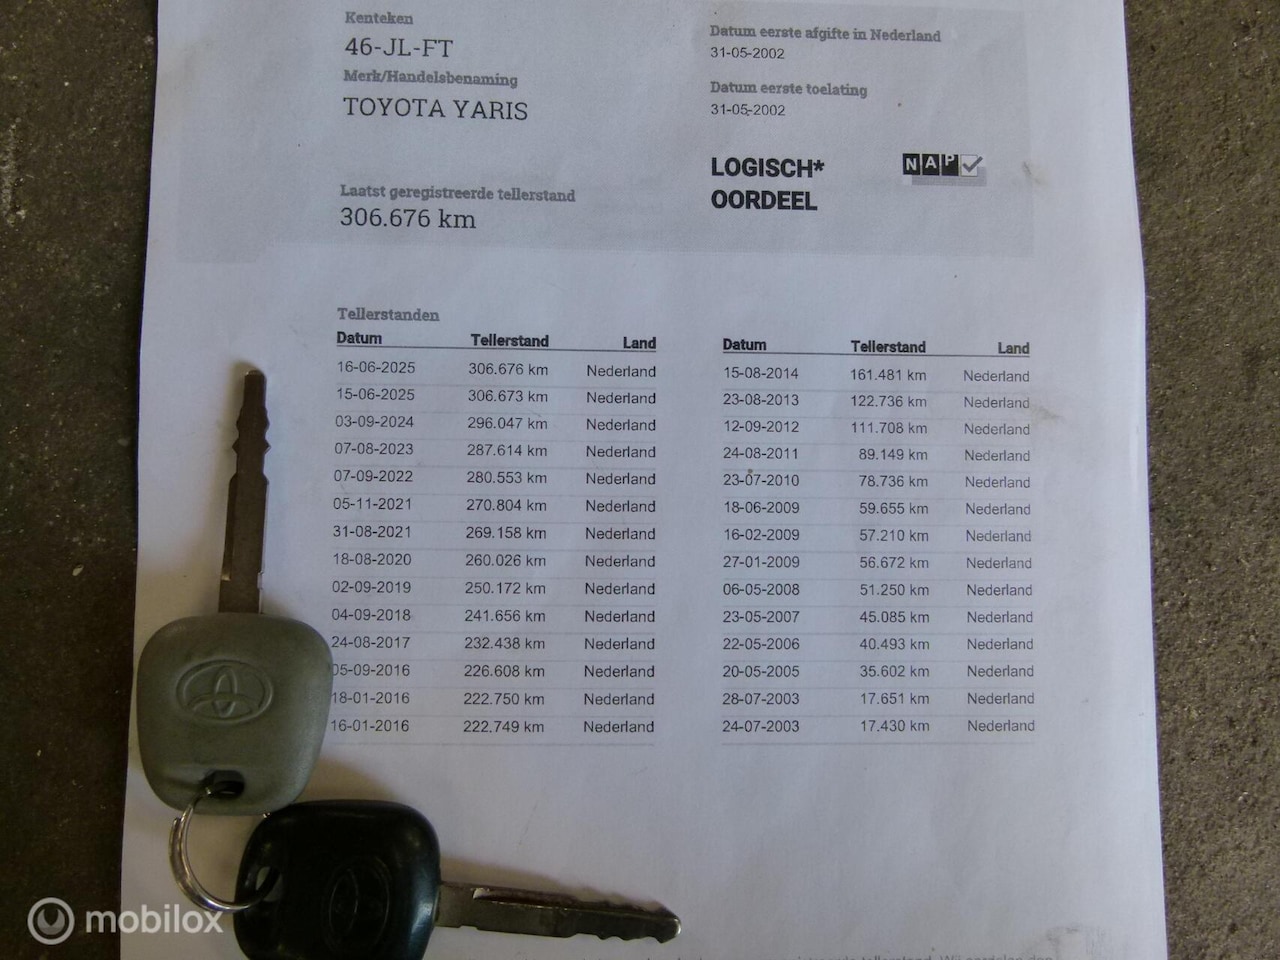 Kenteken
46-JL-FT
Merk/Handelsbenaming
TOYOTA YARIS
Laatst geregistreerde tellerstand
306.676 km
Datum eerste afgifte in Nederland
31-05-2002
Datum eerste toelating
31-05-2002
LOGISCH*
OORDEEL
NAP
Tellerstanden
Datum Tellerstand Land
16-06-2025 306.676 km Nederland
15-06-2025 306.673 km Nederland
03-09-2024 296.047 km Nederland
07-08-2023 287.614 km Nederland
07-09-2022 280.553 km Nederland
05-11-2021 270.804 km Nederland
31-08-2021 269.158 km Nederland
18-08-2020 260.026 km Nederland
02-09-2019 250.172 km Nederland
04-09-2018 241.656 km Nederland
24-08-2017 232.438 km Nederland
05-09-2016 226.608 km Nederland
18-01-2016 222.750 km Nederland
16-01-2016 222.749 km Nederland
Datum Tellerstand Land
15-08-2014 161.481 km Nederland
23-08-2013 122.736 km Nederland
12-09-2012 111.708 km Nederland
24-08-2011 89.149 km Nederland
23-07-2010 78.736 km Nederland
18-06-2009 59.655 km Nederland
16-02-2009 57.210 km Nederland
27-01-2009 56.672 km Nederland
06-05-2008 51.250 km Nederland
23-05-2007 45.085 km Nederland
22-05-2006 40.493 km Nederland
20-05-2005 35.602 km Nederland
28-07-2003 17.651 km Nederland
24-07-2003 17.430 km Nederland
mobilox